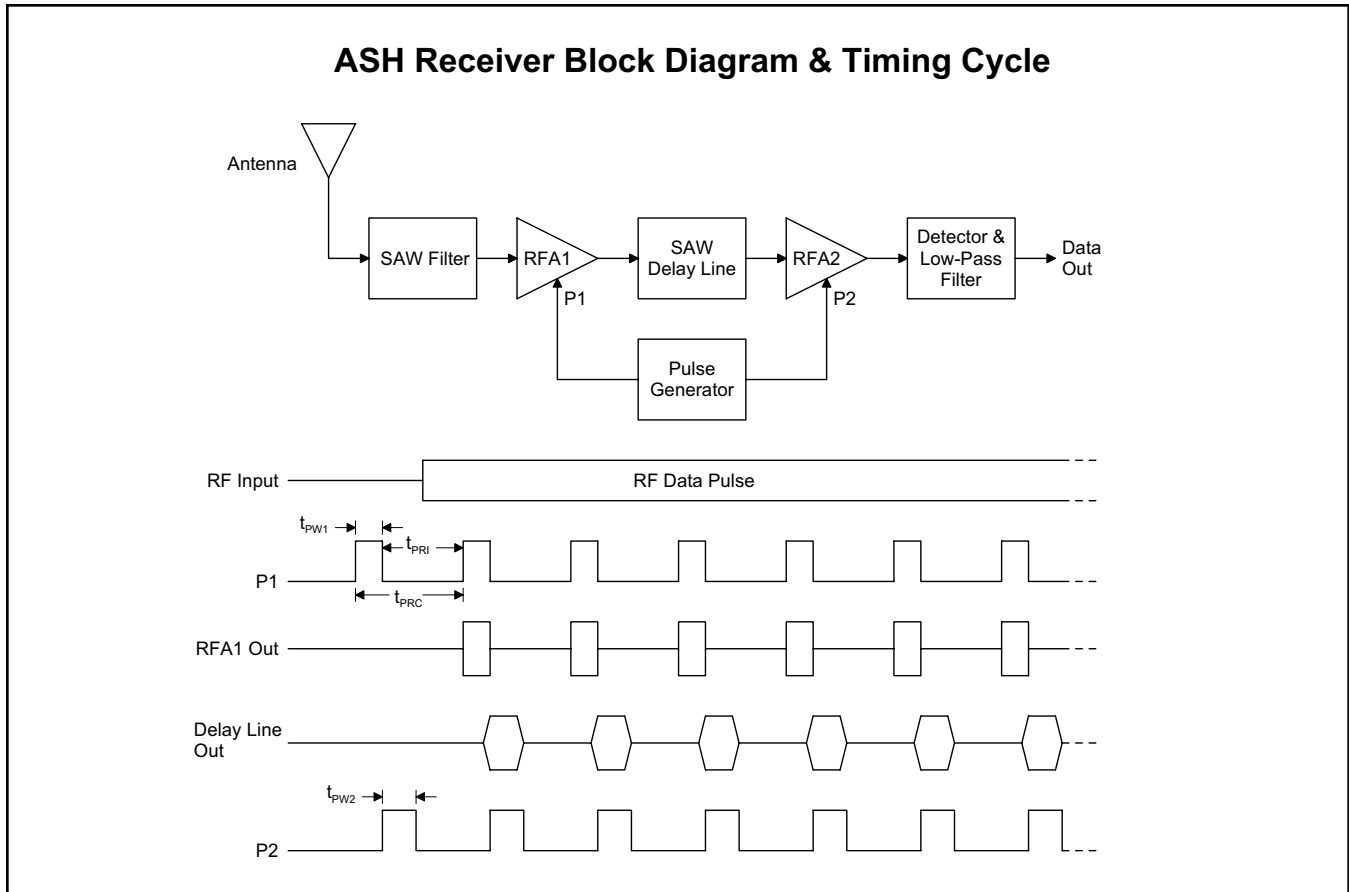 ASH Receiver Block Diagram & Timing Cycle
Antenna
SAW Filter
RFA1
SAW
Delay Line
RFA2
Detector &
Low-Pass
Filter
Data
Out
P1
P2
Pulse
Generator
RF Input
RF Data Pulse
tPW1
tPRI
P1
tPRC
RFA1 Out
Delay Line
Out
tPW2
P2